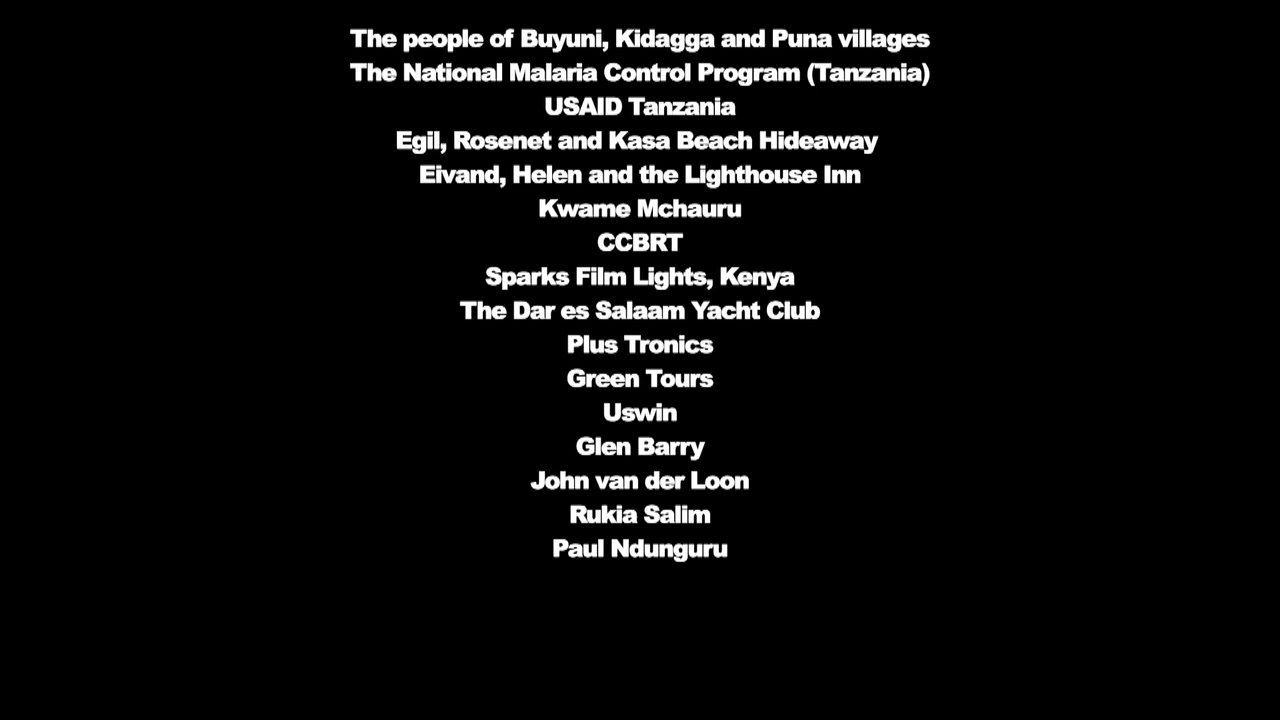 The people of Buyuni, Kidagga and Puna villages
The National Malaria Control Program (Tanzania)
USAID Tanzania
Egil, Rosenet and Kasa Beach Hideaway
Eivand, Helen and the Lighthouse Inn
Kwame Mchauru
CCBRT
Sparks Film Lights, Kenya
The Dar es Salaam Yacht Club
Plus Tronics
Green Tours
Uswin
Glen Barry
John van der Loon
Rukia Salim
Paul Ndunguru